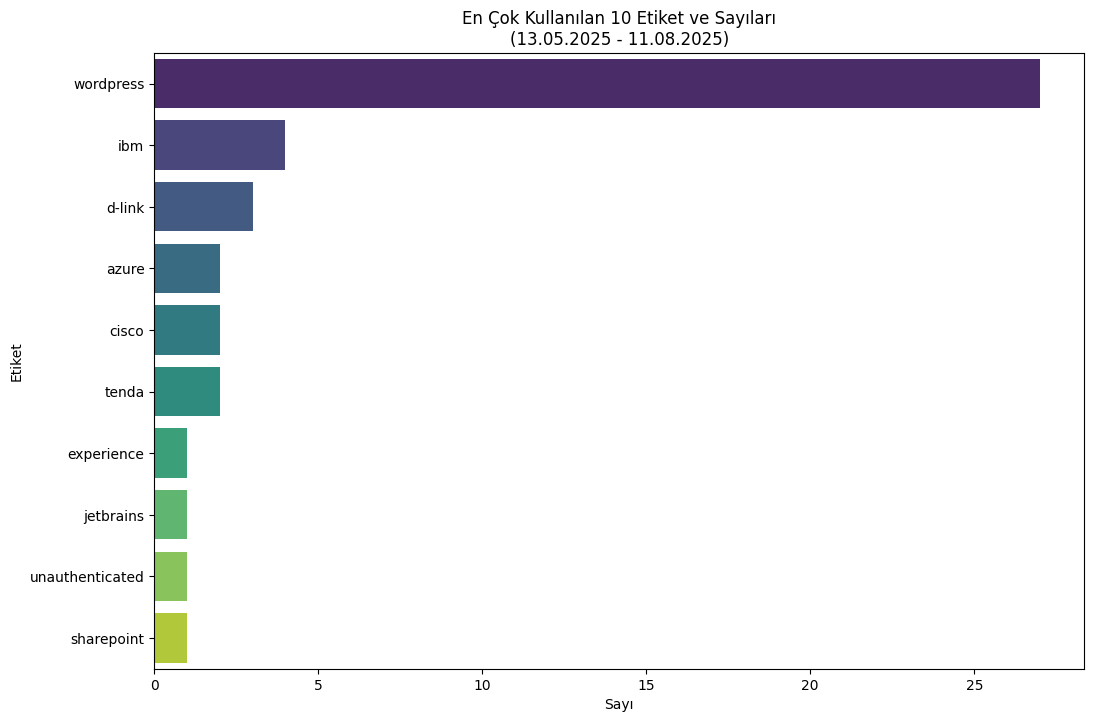 En Çok Kullanılan 10 Etiket ve Sayıları
(13.05.2025 - 11.08.2025)
wordpress
ibm
d-link
azure
cisco
tenda
experience
jetbrains
unauthenticated
sharepoint
Etiket
0 5 10 15 20 25
Sayı